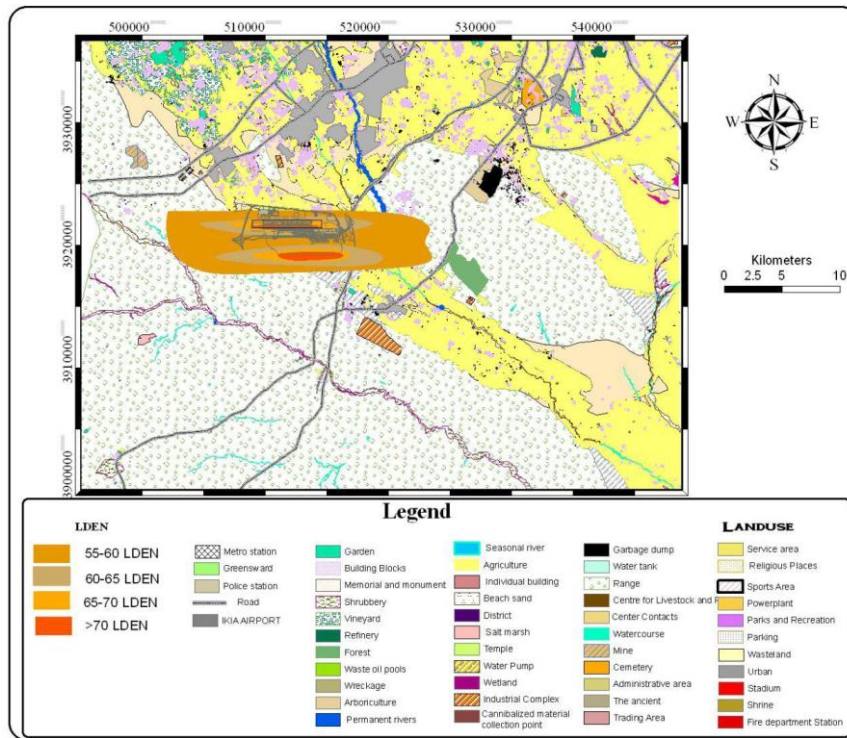 500000 510000 520000 530000 540000
3930000
3920000
3910000
3900000
N
W E
S
Kilometers
0 2.5 5 10
Legend
LDEN
55-60 LDEN
60-65 LDEN
65-70 LDEN
>70 LDEN
Metro station
Greensward
Police station
Road
IKIA AIRPORT
Garden
Building Blocks
Memorial and monument
Shrubbery
Vineyard
Refinery
Forest
Waste oil pools
Wreckage
Arboriculture
Permanent rivers
Seasonal river
Agriculture
Individual building
Beach sand
District
Salt marsh
Temple
Water Pump
Wetland
Industrial Complex
Cannibalized material
collection point
Garbage dump
Water tank
Range
Centre for Livestock and
Center Contacts
Watercourse
Mine
Cemetery
Administrative area
The ancient
Trading Area
LANDUSE
Service area
Religious Places
Sports Area
Powerplant
Parks and Recreation
Parking
Wasteland
Urban
Stadium
Shrine
Fire department Station